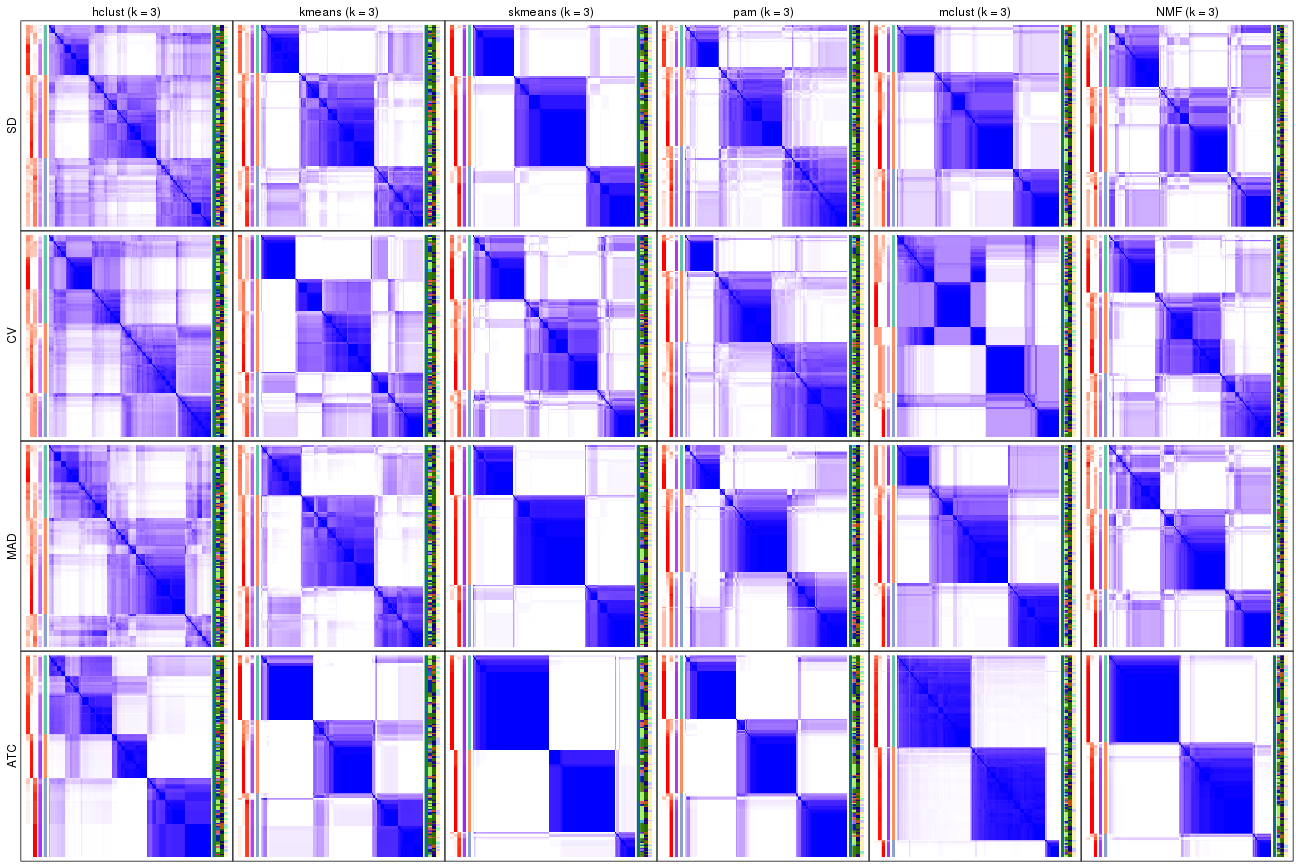 hclust (k = 3) kmeans (k = 3) skmeans (k = 3) pam (k = 3) mclust (k = 3) NMF (k = 3)
SD
CV
MAD
ATC